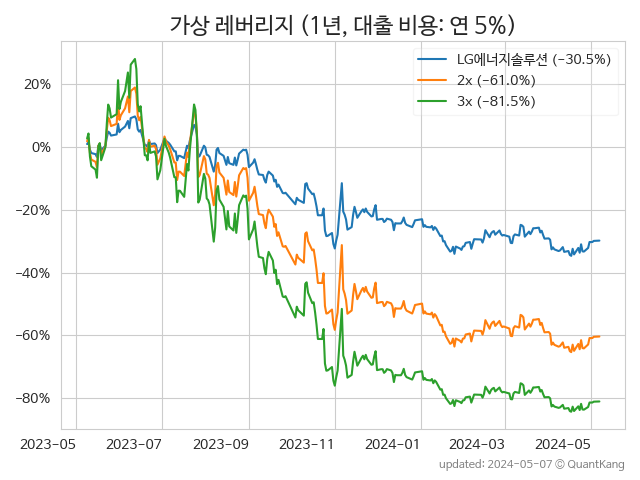 가상 레버리지 (1년, 대출 비용: 연 5%)
LG에너지솔루션 (−30.5%)
2x (−61.0%)
3x (−81.5%)
20%
0%
−20%
−40%
−60%
−80%
2023-05 2023-07 2023-09 2023-11 2024-01 2024-03 2024-05
updated: 2024-05-07 © QuantKang